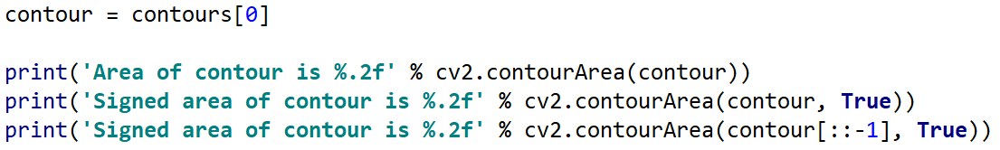 contour = contours[0]
print('Area of contour is %.2f' % cv2.contourArea(contour))
print('Signed area of contour is %.2f' % cv2.contourArea(contour, True))
print('Signed area of contour is %.2f' % cv2.contourArea(contour[::-1], True))